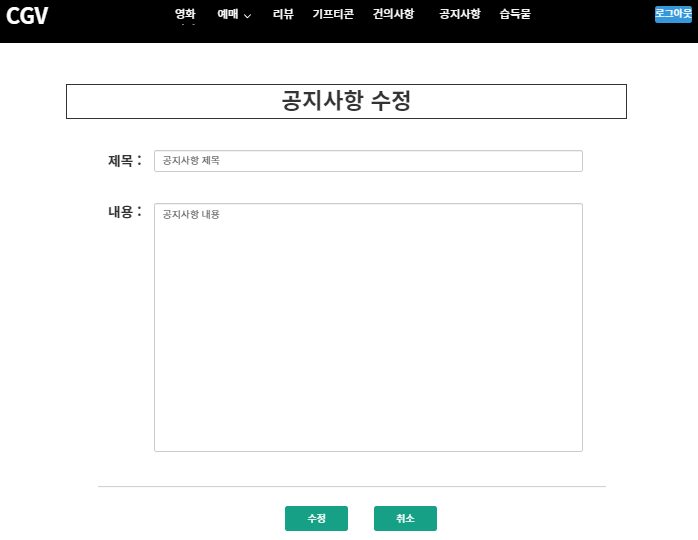 CGV 영화 예매 리뷰 기프티콘 건의사항 공지사항 습득물 로그아웃
공지사항 수정
제목 : 공지사항 제목
내용 : 공지사항 내용
수정 취소